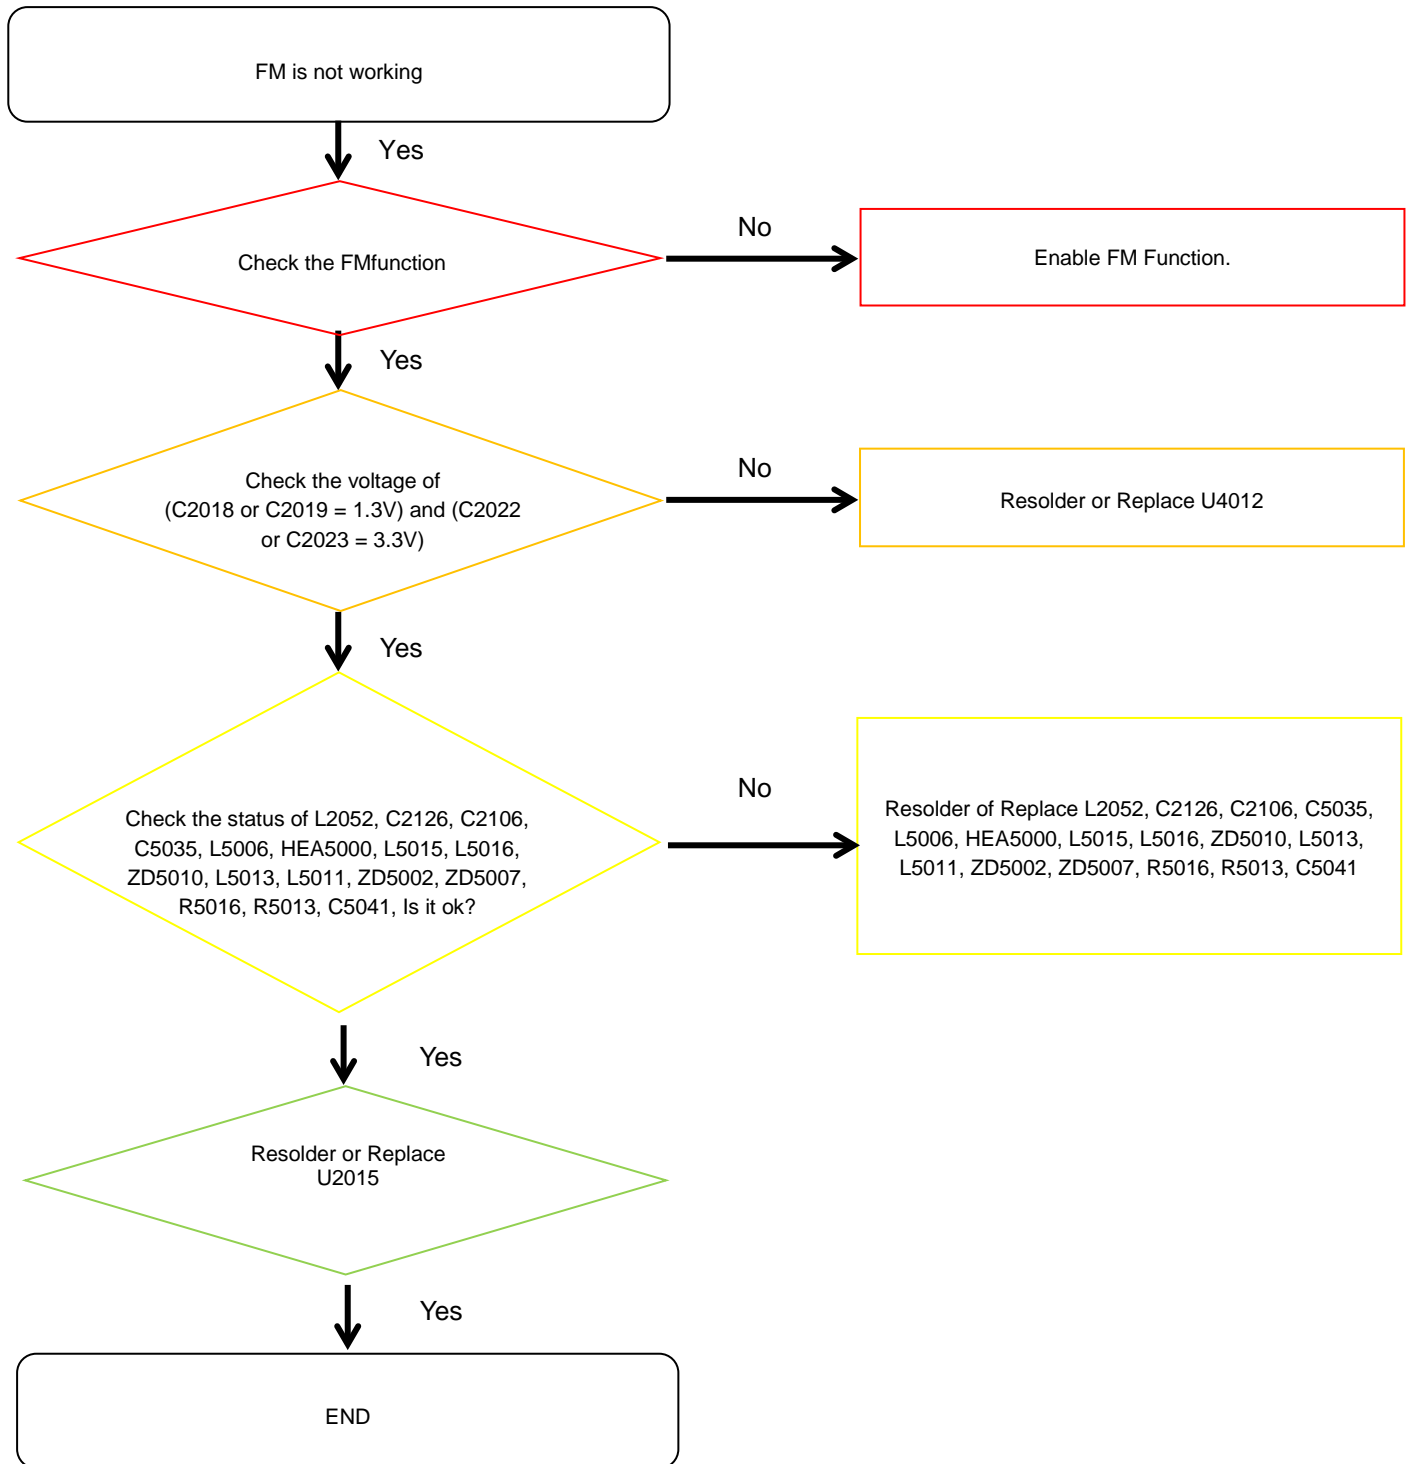 FM is not working
Yes
Check the FMfunction
No
Enable FM Function.
Yes
Check the voltage of
(C2018 or C2019 = 1.3V) and (C2022
or C2023 = 3.3V)
No
Resolder or Replace U4012
Yes
Check the status of L2052, C2126, C2106,
C5035, L5006, HEA5000, L5015, L5016,
ZD5010, L5013, L5011, ZD5002, ZD5007,
R5016, R5013, C5041, Is it ok?
No
Resolder of Replace L2052, C2126, C2106, C5035,
L5006, HEA5000, L5015, L5016, ZD5010, L5013,
L5011, ZD5002, ZD5007, R5016, R5013, C5041
Yes
Resolder or Replace
U2015
Yes
END